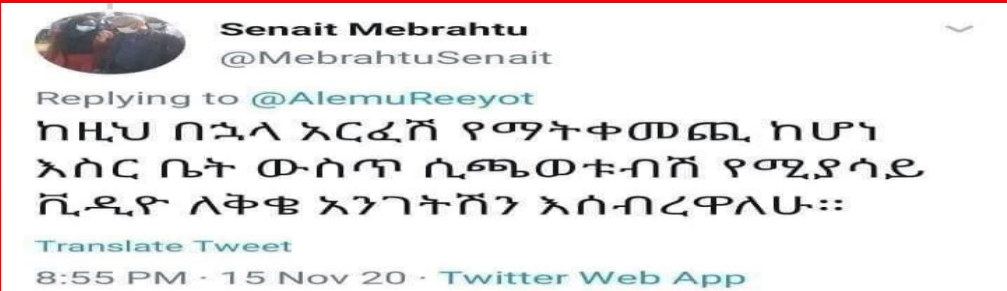 Senait Mebrahtu
@MebrahtuSenait
Replying to @AlemuReeyot
ከዚህ በኋላ አርፈሽ የማትቀመጪ ከሆነ
እስር ቤት ውስጥ ሲጫወቱብሽ የሚያሳይ
ቪዲዮ ለቅቄ አንገትሽን እሰብረዋለሁ።
Translate Tweet
8:55 PM · 15 Nov 20 · Twitter Web App